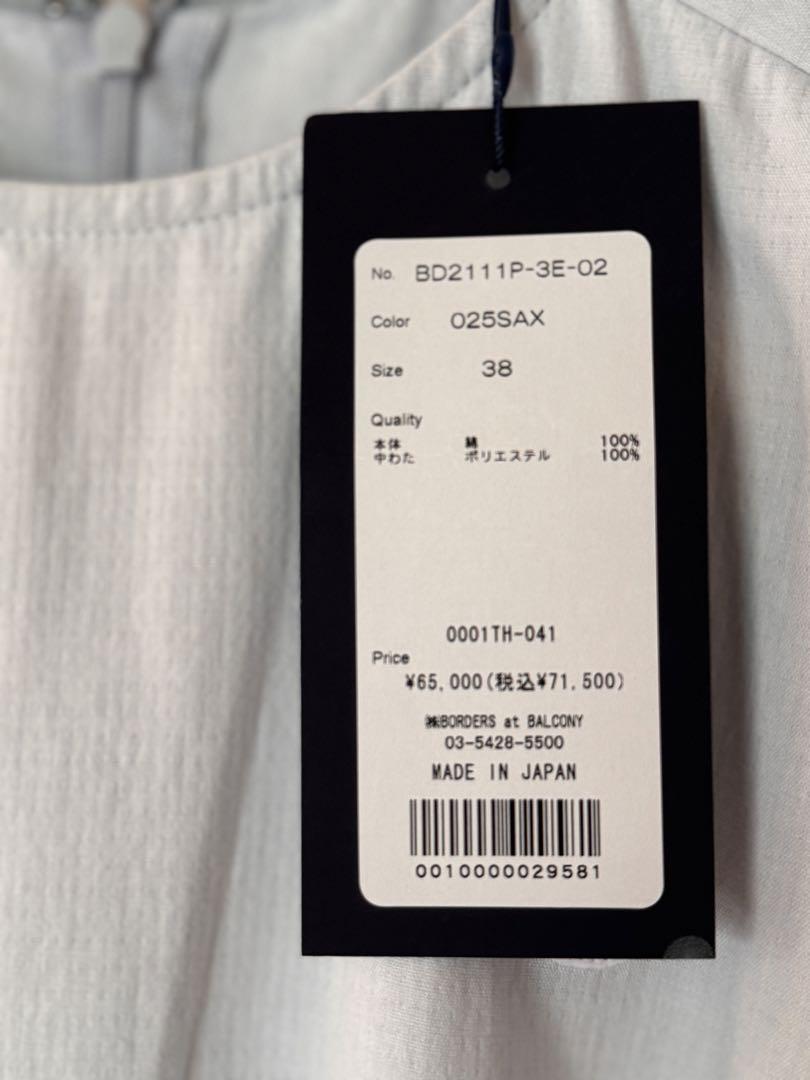 No. BD2111P-3E-02
Color 025SAX
Size 38
Quality
本体 綿 100%
中わた ポリエステル 100%
0001TH-041
Price
¥65,000(税込¥71,500)
㈱BORDERS at BALCONY
03-5428-5500
MADE IN JAPAN
0010000029581